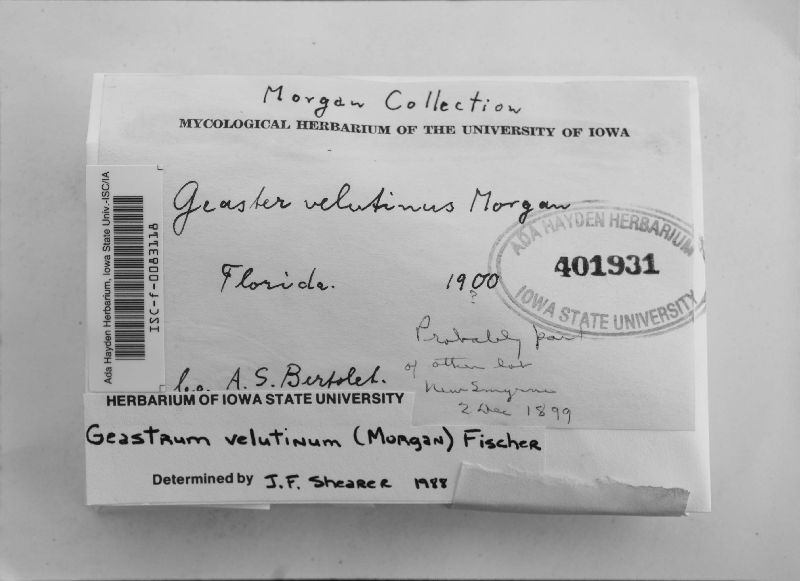 Morgan Collection
MYCOLOGICAL HERBARIUM OF THE UNIVERSITY OF IOWA
Geaster velutinus Morgan
Florida. 1900
?
ADA HAYDEN HERBARIUM
401931
IOWA STATE UNIVERSITY
Probably part
of other lot
New Smyrna
2 Dec 1899
A. S. Bertolet.
Ada Hayden Herbarium, Iowa State Univ.-ISC/IA
ISC-f-0083118
HERBARIUM OF IOWA STATE UNIVERSITY
Geastrum velutinum (Morgan) Fischer
Determined by J.F. Shearer 1988